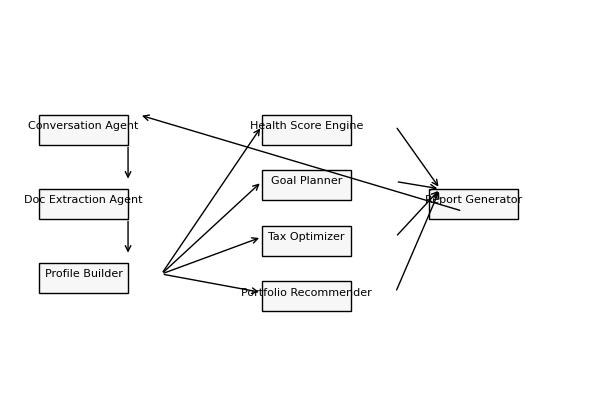 Conversation Agent
Doc Extraction Agent
Profile Builder
Health Score Engine
Goal Planner
Tax Optimizer
Portfolio Recommender
Report Generator